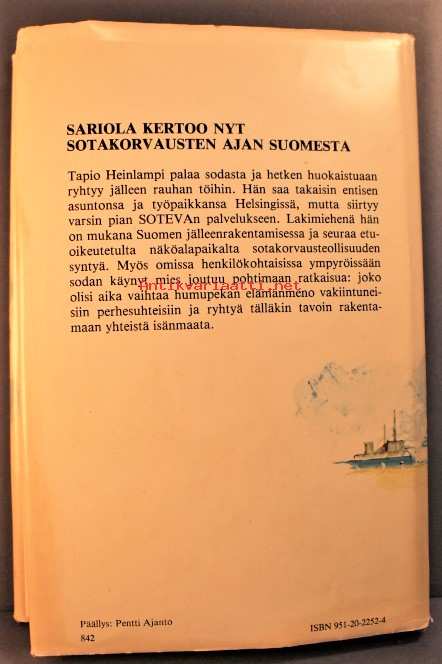 SARIOLA KERTOO NYT
SOTAKORVAUSTEN AJAN SUOMESTA
Tapio Heinlampi palaa sodasta ja hetken huokaistuaan
ryhtyy jälleen rauhan töihin. Hän saa takaisin entisen
asuntonsa ja työpaikkansa Helsingissä, mutta siirtyy
varsin pian SOTEVAn palvelukseen. Lakimiehenä hän
on mukana Suomen jälleenrakentamisessa ja seuraa etu-
oikeutetulta näköalapaikalta sotakorvausteollisuuden
syntyä. Myös omissa henkilökohtaisissa ympyröissään
sodan käynyt mies joutuu pohtimaan ratkaisua: joko
Antikvariaatti.net
olisi aika vaihtaa humupekan elämänmeno vakiintunei-
siin perhesuhteisiin ja ryhtyä tälläkin tavoin rakenta-
maan yhteistä isänmaata.
Päällys: Pentti Ajanto
842
ISBN 951-20-2252-4